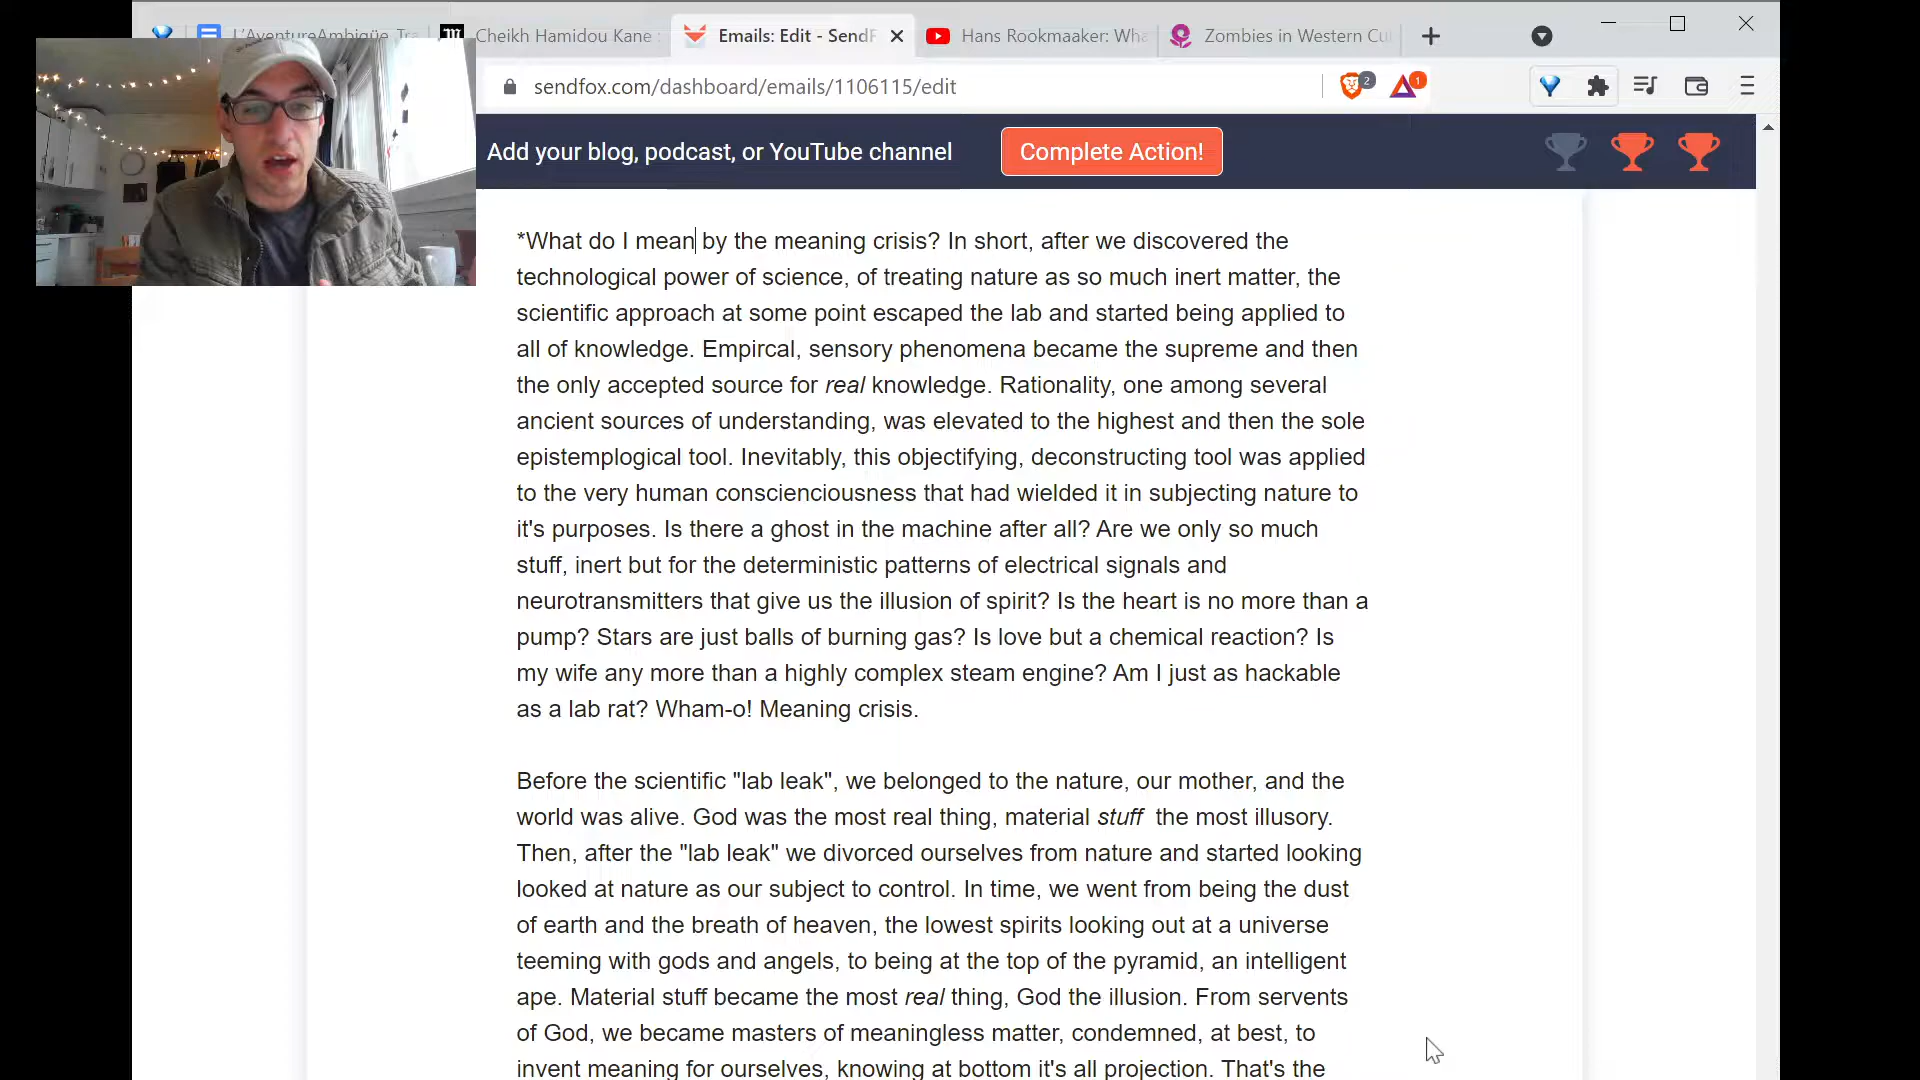 L'AventureAmbigüe Tra
Cheikh Hamidou Kane :
Emails: Edit - SendF
Hans Rookmaaker: Wha
Zombies in Western Cul
sendfox.com/dashboard/emails/1106115/edit
2
1
Add your blog, podcast, or YouTube channel
Complete Action!
*What do I mean by the meaning crisis? In short, after we discovered the
technological power of science, of treating nature as so much inert matter, the
scientific approach at some point escaped the lab and started being applied to
all of knowledge. Empircal, sensory phenomena became the supreme and then
the only accepted source for real knowledge. Rationality, one among several
ancient sources of understanding, was elevated to the highest and then the sole
epistemplogical tool. Inevitably, this objectifying, deconstructing tool was applied
to the very human conscienciousness that had wielded it in subjecting nature to
it's purposes. Is there a ghost in the machine after all? Are we only so much
stuff, inert but for the deterministic patterns of electrical signals and
neurotransmitters that give us the illusion of spirit? Is the heart is no more than a
pump? Stars are just balls of burning gas? Is love but a chemical reaction? Is
my wife any more than a highly complex steam engine? Am I just as hackable
as a lab rat? Wham-o! Meaning crisis.
Before the scientific "lab leak", we belonged to the nature, our mother, and the
world was alive. God was the most real thing, material stuff the most illusory.
Then, after the "lab leak" we divorced ourselves from nature and started looking
looked at nature as our subject to control. In time, we went from being the dust
of earth and the breath of heaven, the lowest spirits looking out at a universe
teeming with gods and angels, to being at the top of the pyramid, an intelligent
ape. Material stuff became the most real thing, God the illusion. From servents
of God, we became masters of meaningless matter, condemned, at best, to
invent meaning for ourselves, knowing at bottom it's all projection. That's the